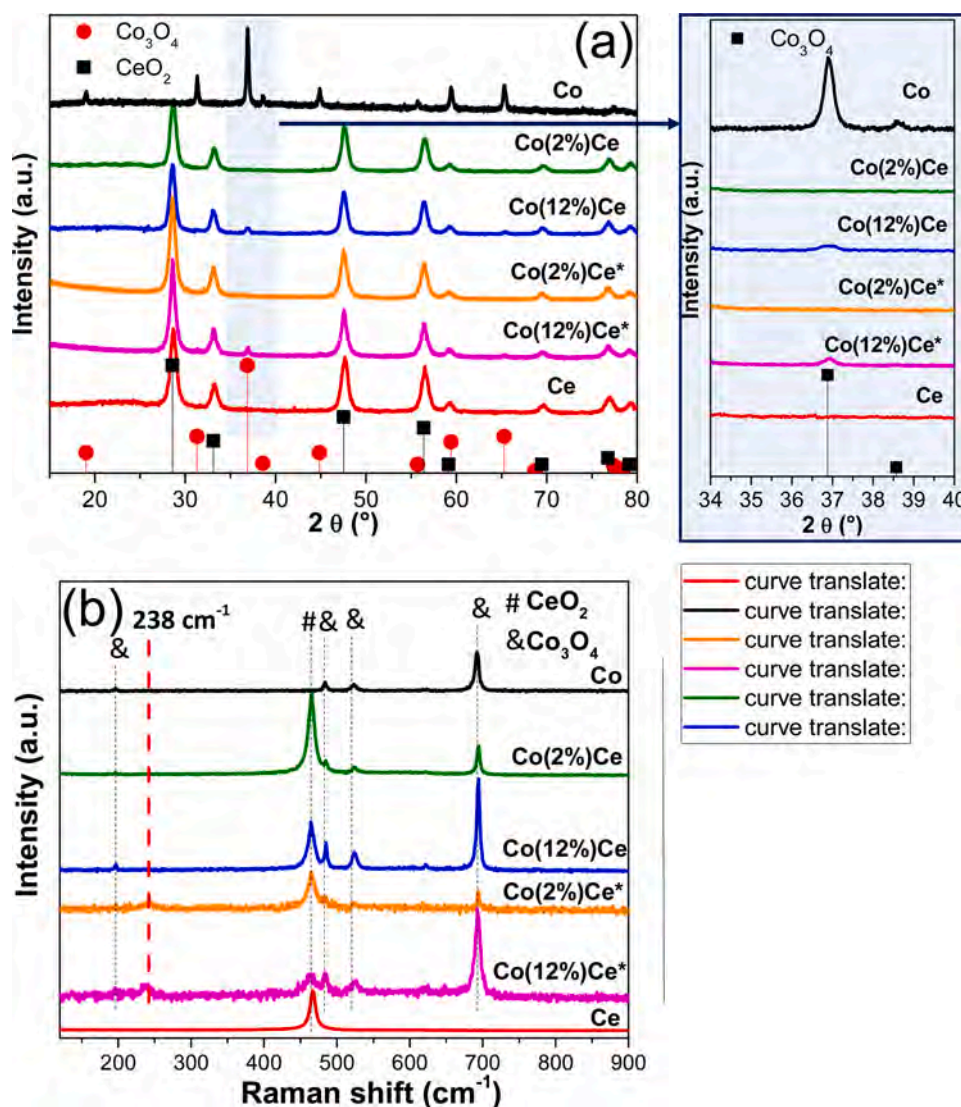 (a)
● Co₃O₄
■ CeO₂
Co
Co(2%)Ce
Co(12%)Ce
Co(2%)Ce*
Co(12%)Ce*
Ce
Intensity (a.u.)
20 30 40 50 60 70 80
2 θ (°)
■ Co₃O₄
Co
Co(2%)Ce
Co(12%)Ce
Co(2%)Ce*
Co(12%)Ce*
Ce
Intensity (a.u.)
34 35 36 37 38 39 40
2 θ (°)
(b)
238 cm⁻¹
& # & & &
# CeO₂
&Co₃O₄
Co
Co(2%)Ce
Co(12%)Ce
Co(2%)Ce*
Co(12%)Ce*
Ce
Intensity (a.u.)
200 300 400 500 600 700 800 900
Raman shift (cm⁻¹)
curve translate:
curve translate:
curve translate:
curve translate:
curve translate:
curve translate: